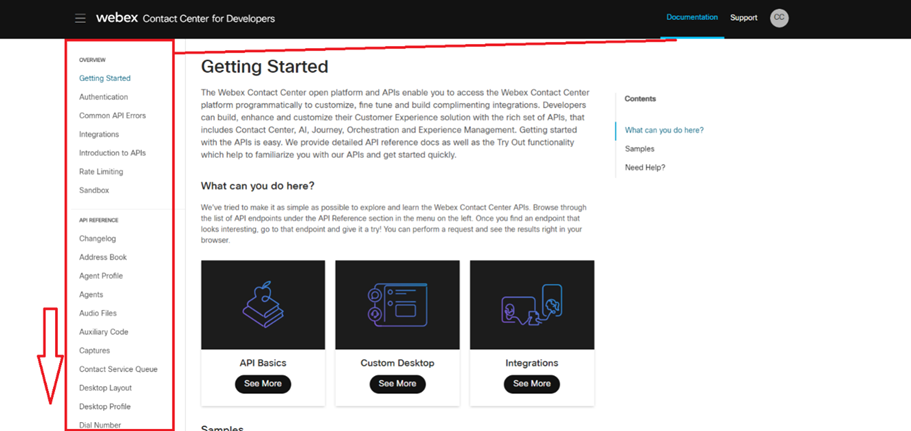 webex Contact Center for Developers
Documentation
Support
CC
OVERVIEW
Getting Started
Authentication
Common API Errors
Integrations
Introduction to APIs
Rate Limiting
Sandbox
API REFERENCE
Changelog
Address Book
Agent Profile
Agents
Audio Files
Auxiliary Code
Captures
Contact Service Queue
Desktop Layout
Desktop Profile
Dial Number
Getting Started
The Webex Contact Center open platform and APIs enable you to access the Webex Contact Center
platform programmatically to customize, fine tune and build complimenting integrations. Developers
can build, enhance and customize their Customer Experience solution with the rich set of APIs, that
includes Contact Center, AI, Journey, Orchestration and Experience Management. Getting started
with the APIs is easy. We provide detailed API reference docs as well as the Try Out functionality
which help to familiarize you with our APIs and get started quickly.
What can you do here?
We've tried to make it as simple as possible to explore and learn the Webex Contact Center APIs. Browse through
the list of API endpoints under the API Reference section in the menu on the left. Once you find an endpoint that
looks interesting, go to that endpoint and give it a try! You can perform a request and see the results right in your
browser.
API Basics
See More
Custom Desktop
See More
Integrations
See More
Samples
Contents
What can you do here?
Samples
Need Help?